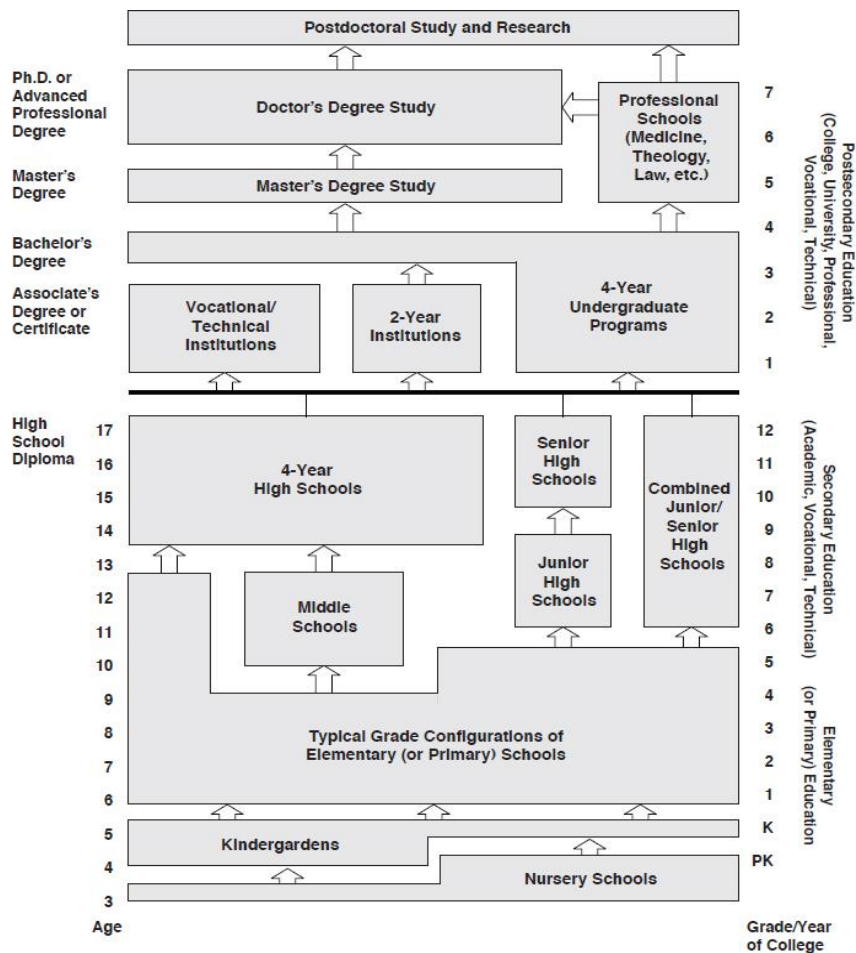 Postdoctoral Study and Research
Ph.D. or
Advanced
Professional
Degree
Doctor's Degree Study
Professional
Schools
(Medicine,
Theology,
Law, etc.)
7
6
Master's
Degree
Master's Degree Study
5
4
Bachelor's
Degree
3
4-Year
Undergraduate
Programs
Associate's
Degree or
Certificate
Vocational/
Technical
Institutions
2-Year
Institutions
2
1
Postsecondary Education
(College, University, Professional,
Vocational, Technical)
High
School
Diploma
17
16
15
14
13
12
11
10
9
8
7
6
5
4
3
Age
4-Year
High Schools
Senior
High
Schools
Combined
Junior/
Senior
High
Schools
Junior
High
Schools
Middle
Schools
Typical Grade Configurations of
Elementary (or Primary) Schools
Kindergardens
Nursery Schools
12
11
10
9
8
7
6
5
4
3
2
1
K
PK
Grade/Year
of College
Secondary Education
(Academic, Vocational, Technical)
Elementary
(or Primary) Education